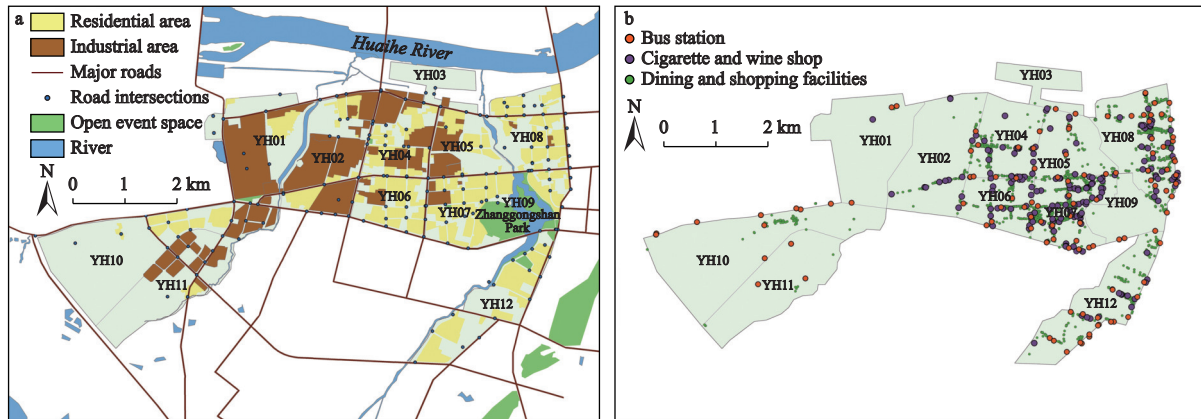 a
Residential area
Industrial area
Major roads
Road intersections
Open event space
River
N
0 1 2 km
Huaihe River
YH03
YH01
YH02
YH04
YH05
YH08
YH06
YH07
YH09
Zhanggongshan
Park
YH10
YH11
YH12
b
Bus station
Cigarette and wine shop
Dining and shopping facilities
N
0 1 2 km
YH03
YH01
YH02
YH04
YH05
YH08
YH06
YH07
YH09
YH10
YH11
YH12